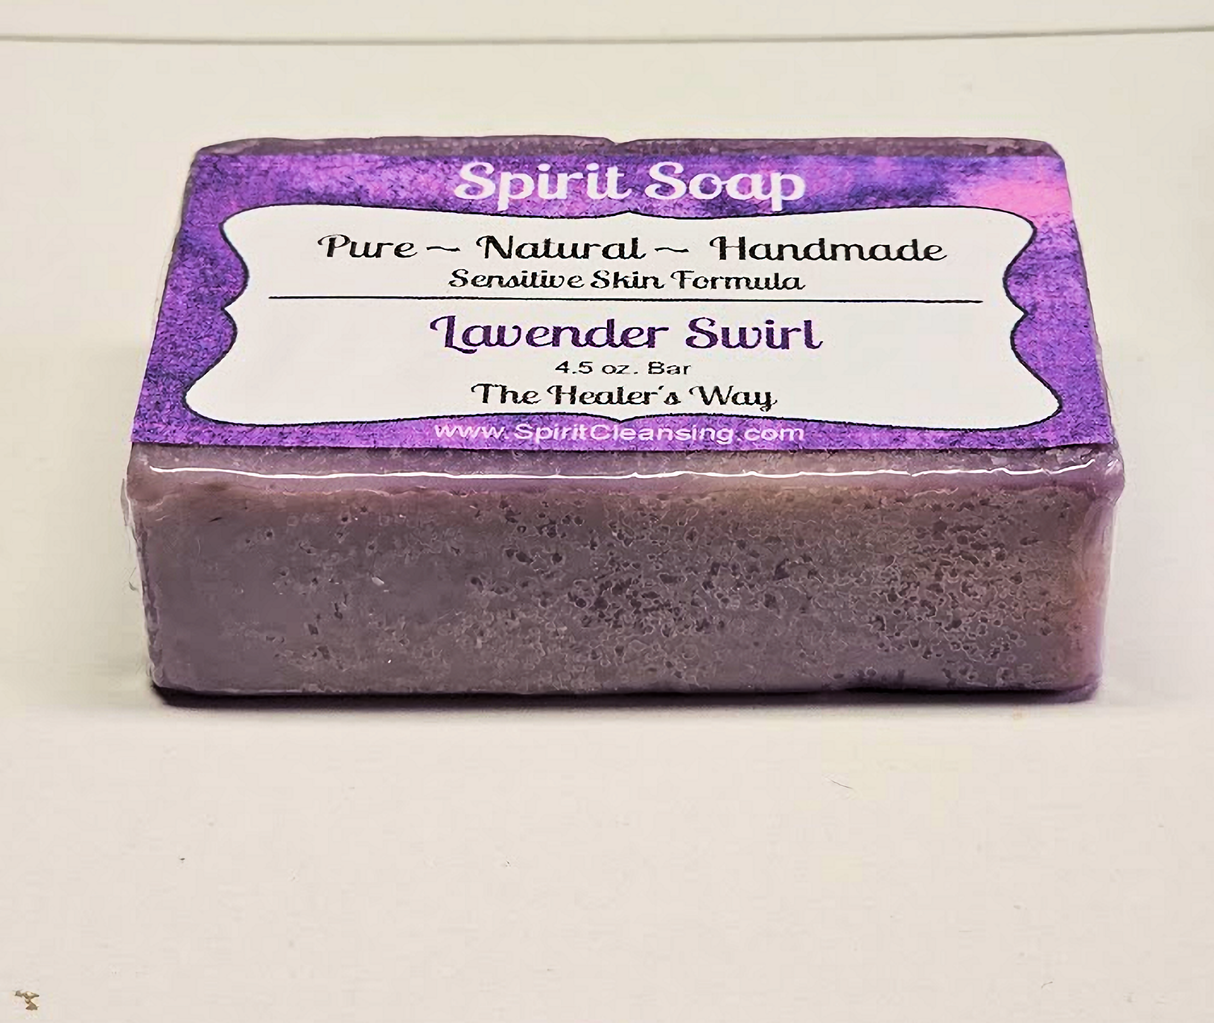 Spirit Soap
Pure ~ Natural ~ Handmade
Sensitive Skin Formula
Lavender Swirl
4.5 oz. Bar
The Healer's Way
www.SpiritCleansing.com